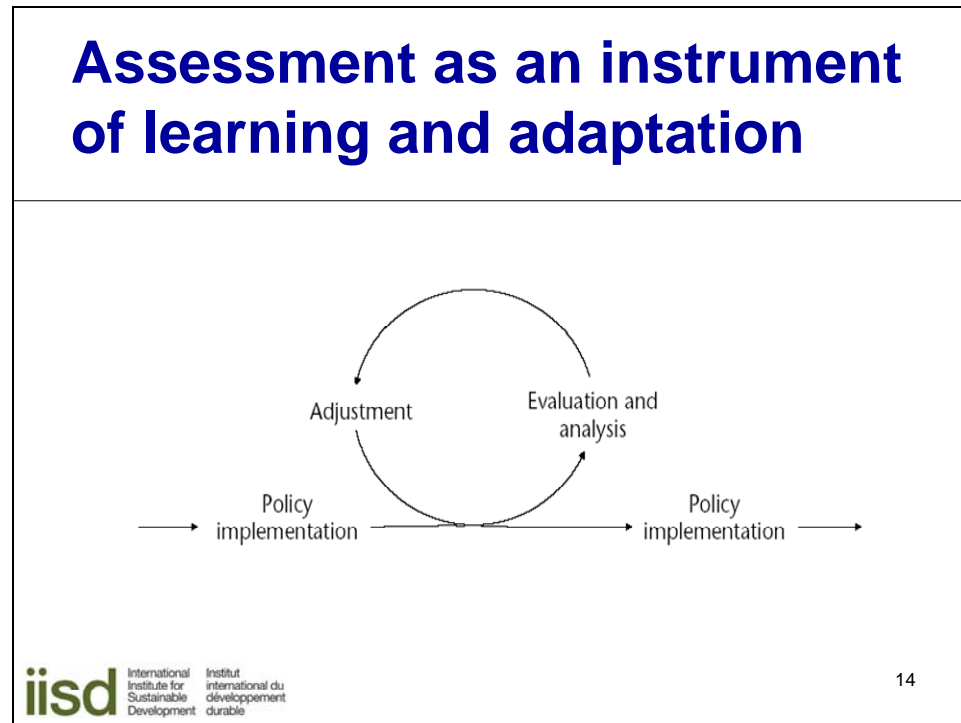 Assessment as an instrument
of learning and adaptation
Adjustment
Evaluation and
analysis
Policy
implementation
Policy
implementation
iisd
International
Institute for
Sustainable
Development
Institut
international du
développement
durable
14